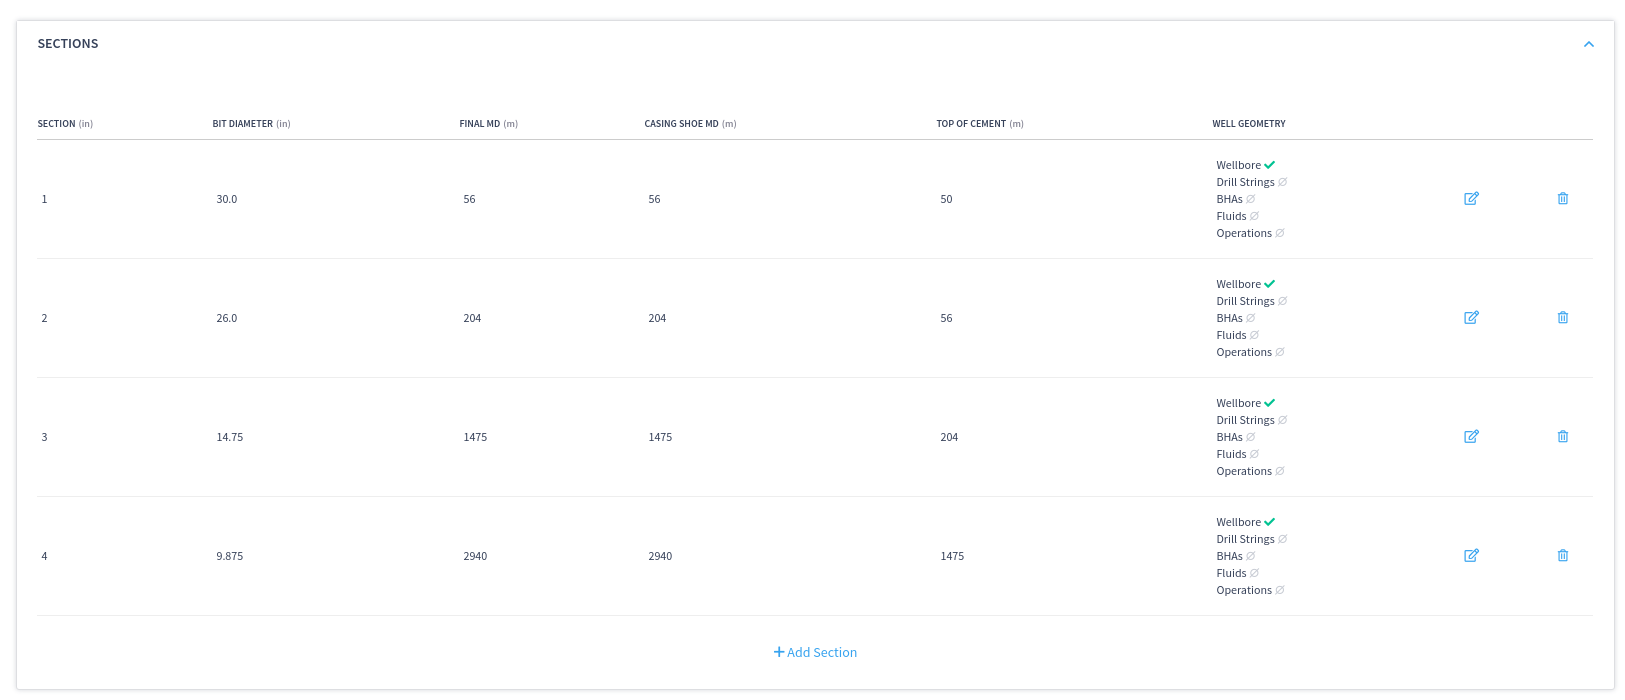 SECTIONS
SECTION (in) BIT DIAMETER (in) FINAL MD (m) CASING SHOE MD (m) TOP OF CEMENT (m) WELL GEOMETRY
1 30.0 56 56 50
Wellbore
Drill Strings
BHAs
Fluids
Operations
2 26.0 204 204 56
Wellbore
Drill Strings
BHAs
Fluids
Operations
3 14.75 1475 1475 204
Wellbore
Drill Strings
BHAs
Fluids
Operations
4 9.875 2940 2940 1475
Wellbore
Drill Strings
BHAs
Fluids
Operations
+ Add Section